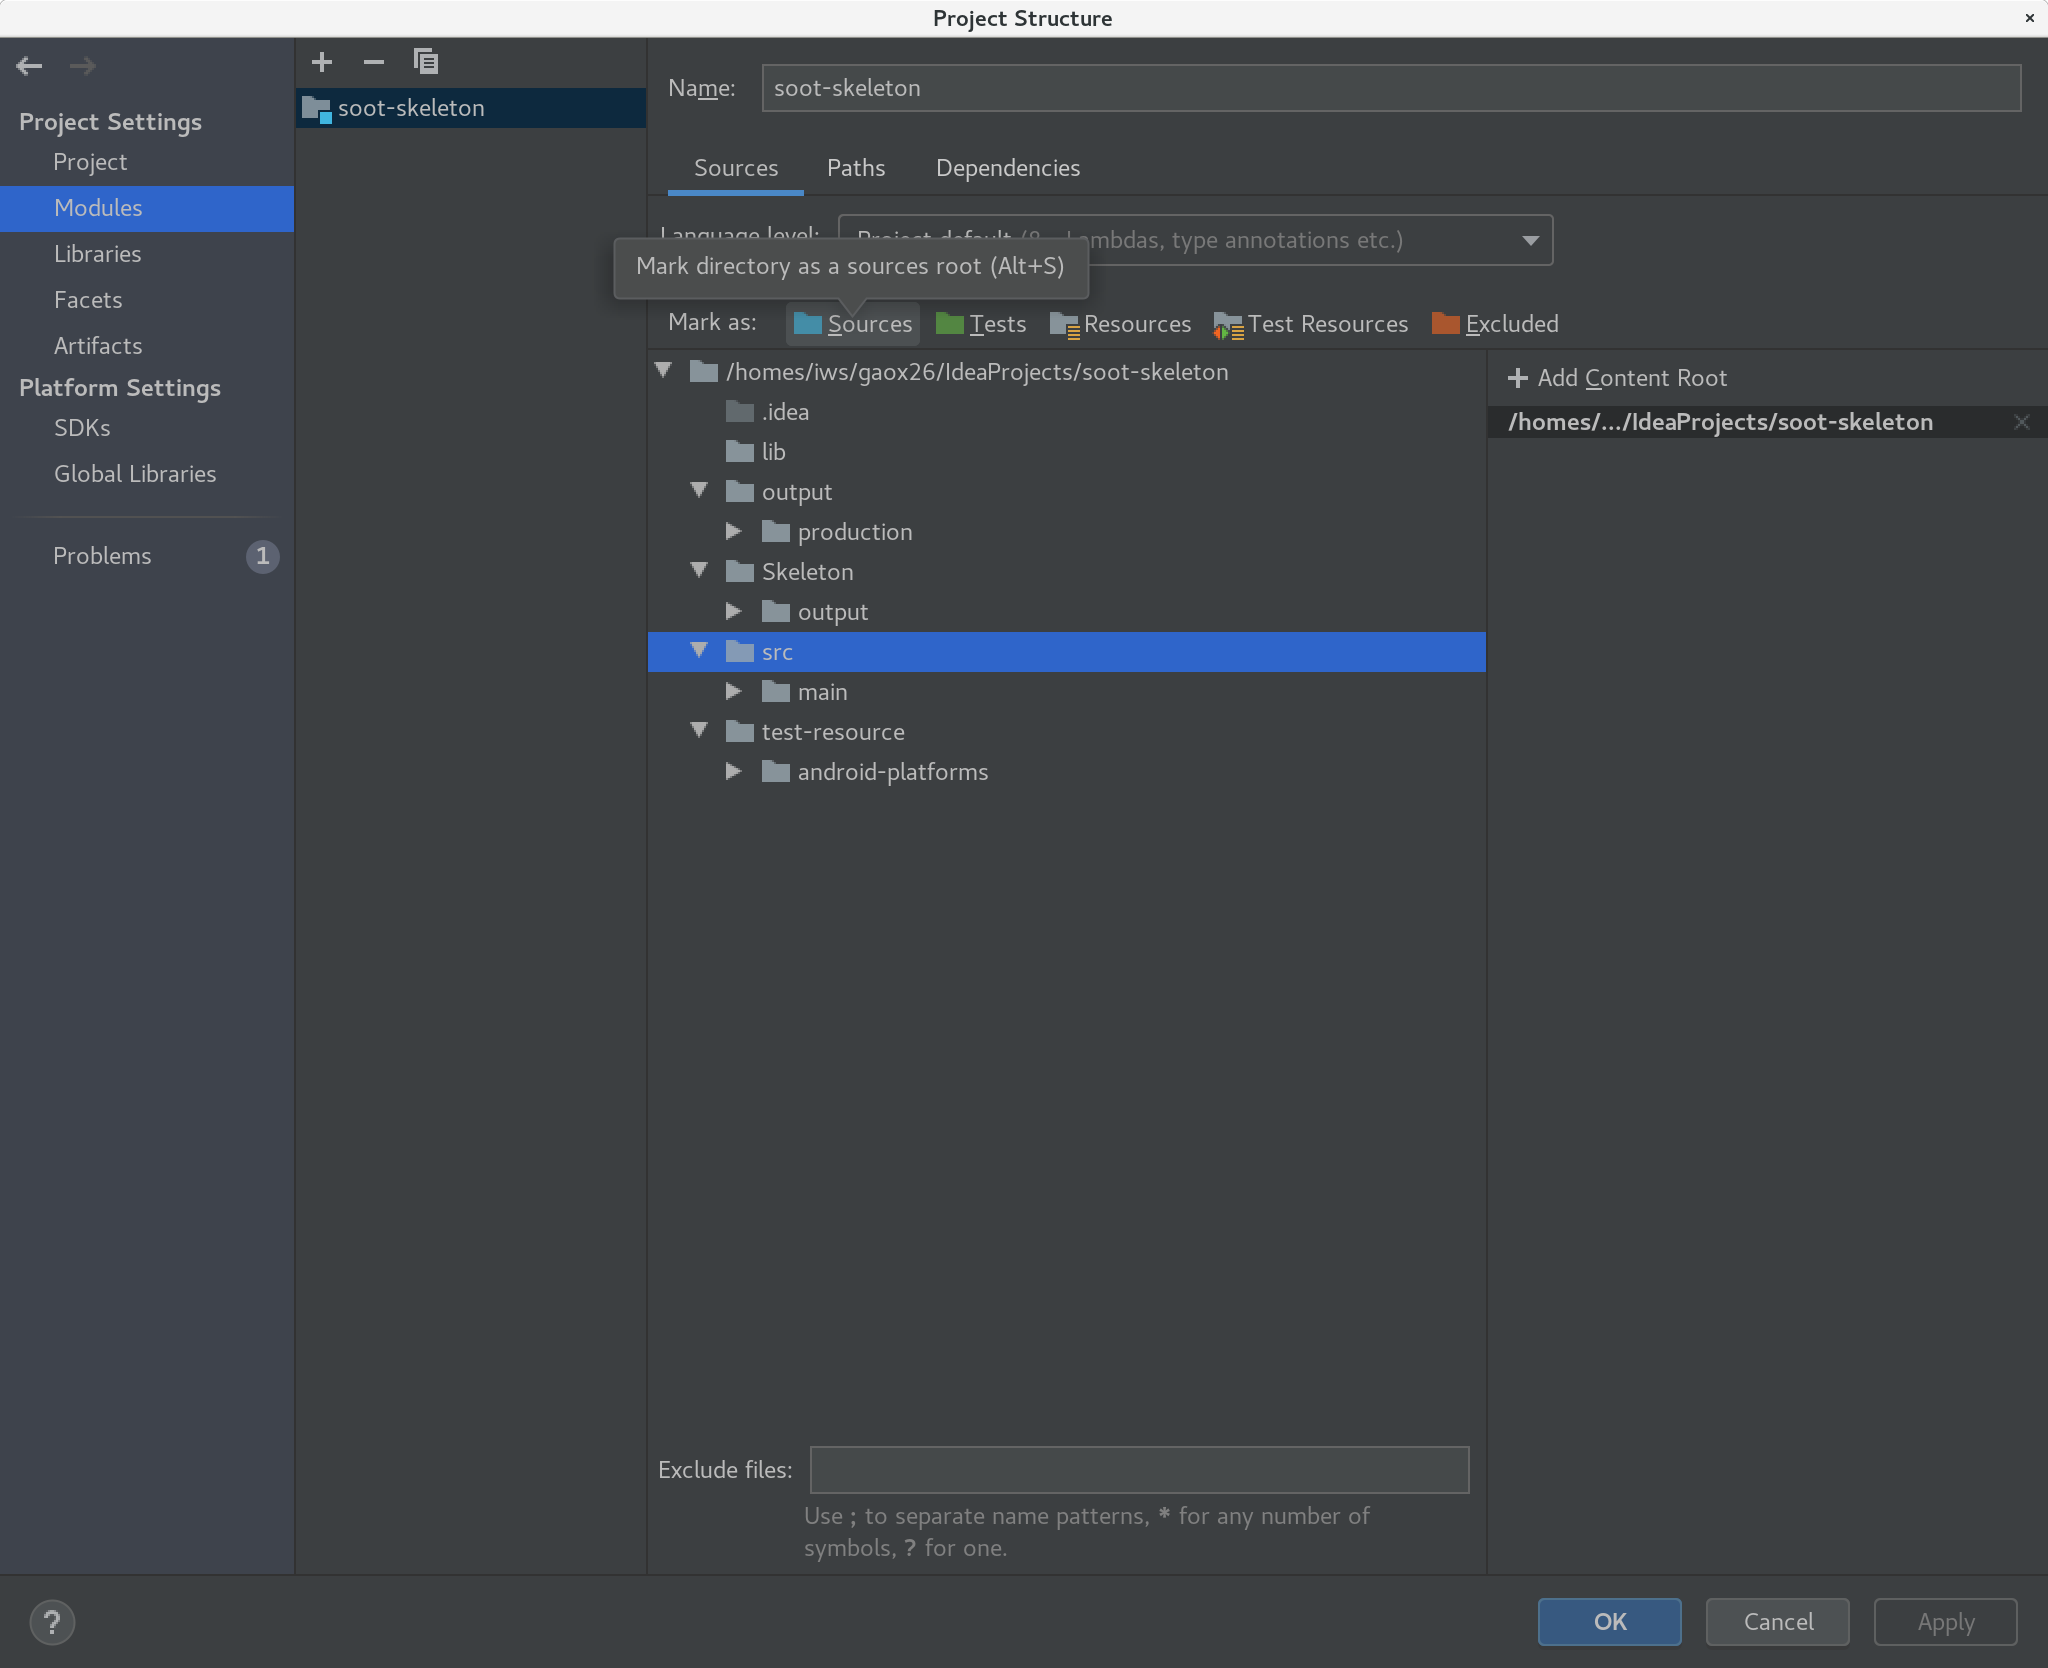 Project Structure
Project Settings
Project
Modules
Libraries
Facets
Artifacts
Platform Settings
SDKs
Global Libraries
Problems 1
soot-skeleton
Name: soot-skeleton
Sources Paths Dependencies
Language level: Project default (8 - Lambdas, type annotations etc.)
Mark directory as a sources root (Alt+S)
Mark as: Sources Tests Resources Test Resources Excluded
/homes/iws/gaox26/IdeaProjects/soot-skeleton
.idea
lib
output
production
Skeleton
output
src
main
test-resource
android-platforms
Add Content Root
/homes/.../IdeaProjects/soot-skeleton
Exclude files:
Use ; to separate name patterns, * for any number of
symbols, ? for one.
?
OK Cancel Apply